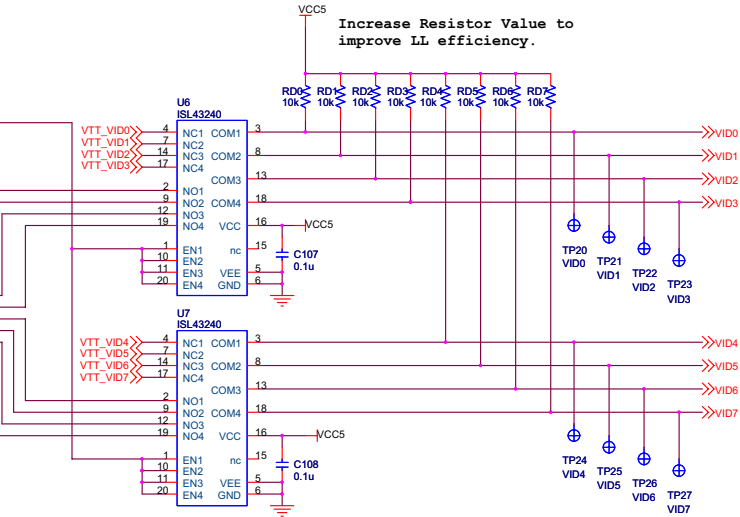 VCC5
Increase Resistor Value to
improve LL efficiency.
RD0 RD1 RD2 RD3 RD4 RD5 RD6 RD7
10k 10k 10k 10k 10k 10k 10k 10k
U6
ISL43240
VTT_VID0 4 NC1 COM1 3 VID0
VTT_VID1 7 NC2
VTT_VID2 14 NC3 COM2 8 VID1
VTT_VID3 17 NC4
COM3 13 VID2
2 NO1
9 NO2 COM4 18 VID3
12 NO3
19 NO4 VCC 16 VCC5
1 EN1 nc 15
10 EN2
11 EN3 VEE 5
20 EN4 GND 6
C107
0.1u
TP20
VID0
TP21
VID1
TP22
VID2
TP23
VID3
U7
ISL43240
VTT_VID4 4 NC1 COM1 3 VID4
VTT_VID5 7 NC2
VTT_VID6 14 NC3 COM2 8 VID5
VTT_VID7 17 NC4
COM3 13 VID6
2 NO1
9 NO2 COM4 18 VID7
12 NO3
19 NO4 VCC 16 VCC5
1 EN1 nc 15
10 EN2
11 EN3 VEE 5
20 EN4 GND 6
C108
0.1u
TP24
VID4
TP25
VID5
TP26
VID6
TP27
VID7